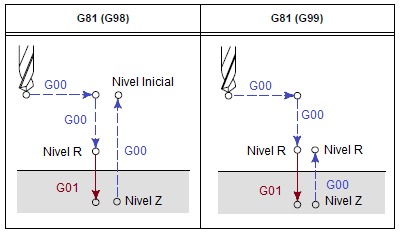 G81 (G98)
G81 (G99)
G00
Nivel Inicial
G00
Nivel R
G00
G01
Nivel Z
G00
G00
Nivel R
Nivel R
G01
G00
Nivel Z